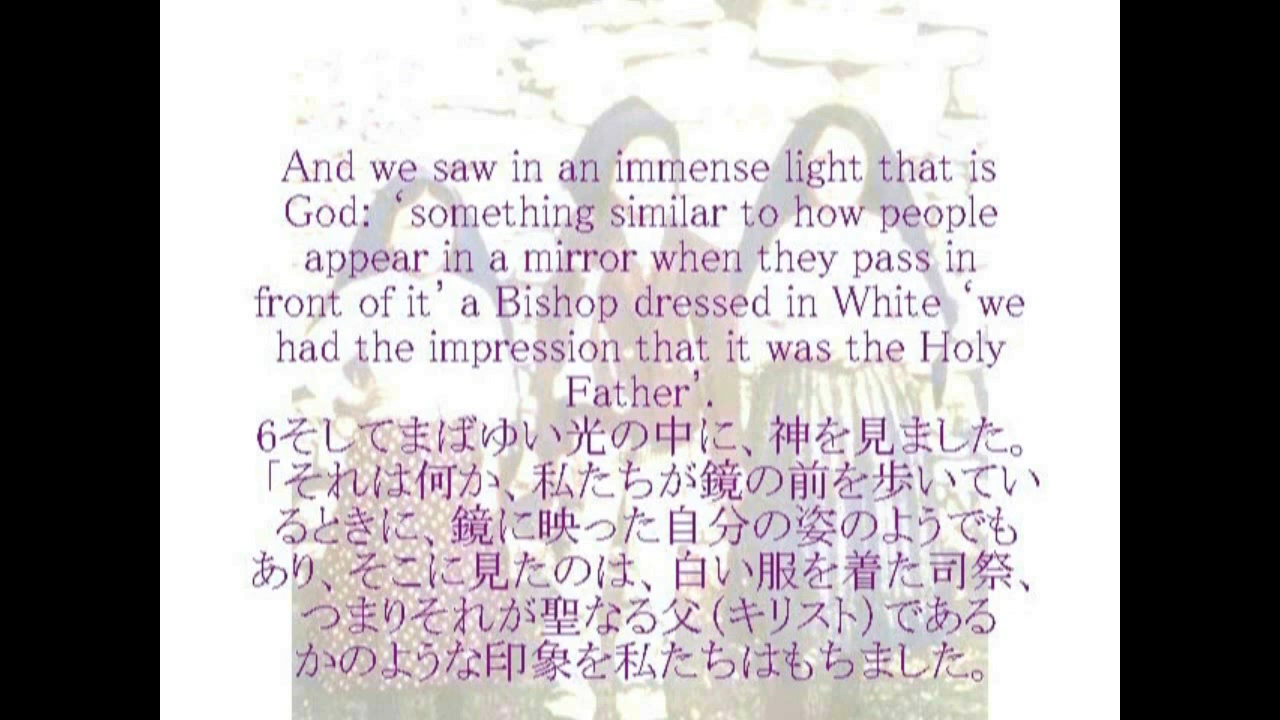 And we saw in an immense light that is
God: ‘something similar to how people
appear in a mirror when they pass in
front of it’ a Bishop dressed in White ‘we
had the impression that it was the Holy
Father’.
6そしてまばゆい光の中に、神を見ました。
「それは何か、私たちが鏡の前を歩いてい
るときに、鏡に映った自分の姿のようでも
あり、そこに見たのは、白い服を着た司祭、
つまりそれが聖なる父(キリスト)である
かのような印象を私たちはもちました。